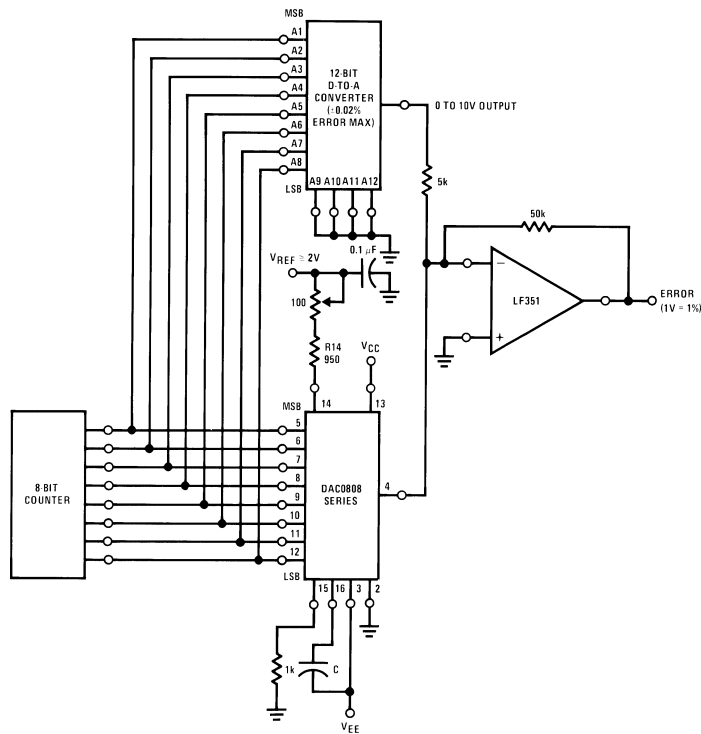 MSB
A1
A2
A3
A4
A5
A6
A7
A8
LSB
12-BIT
D-TO-A
CONVERTER
(±0.02%
ERROR MAX)
A9 A10 A11 A12
0 TO 10V OUTPUT
5k
50k
0.1 μF
VREF ≅ 2V
100
R14
950
VCC
LF351
−
+
ERROR
(1V = 1%)
MSB
14
13
5
6
7
8
9
10
11
12
LSB
8-BIT
COUNTER
DAC0808
SERIES
4
15
16
3
2
1k
C
VEE